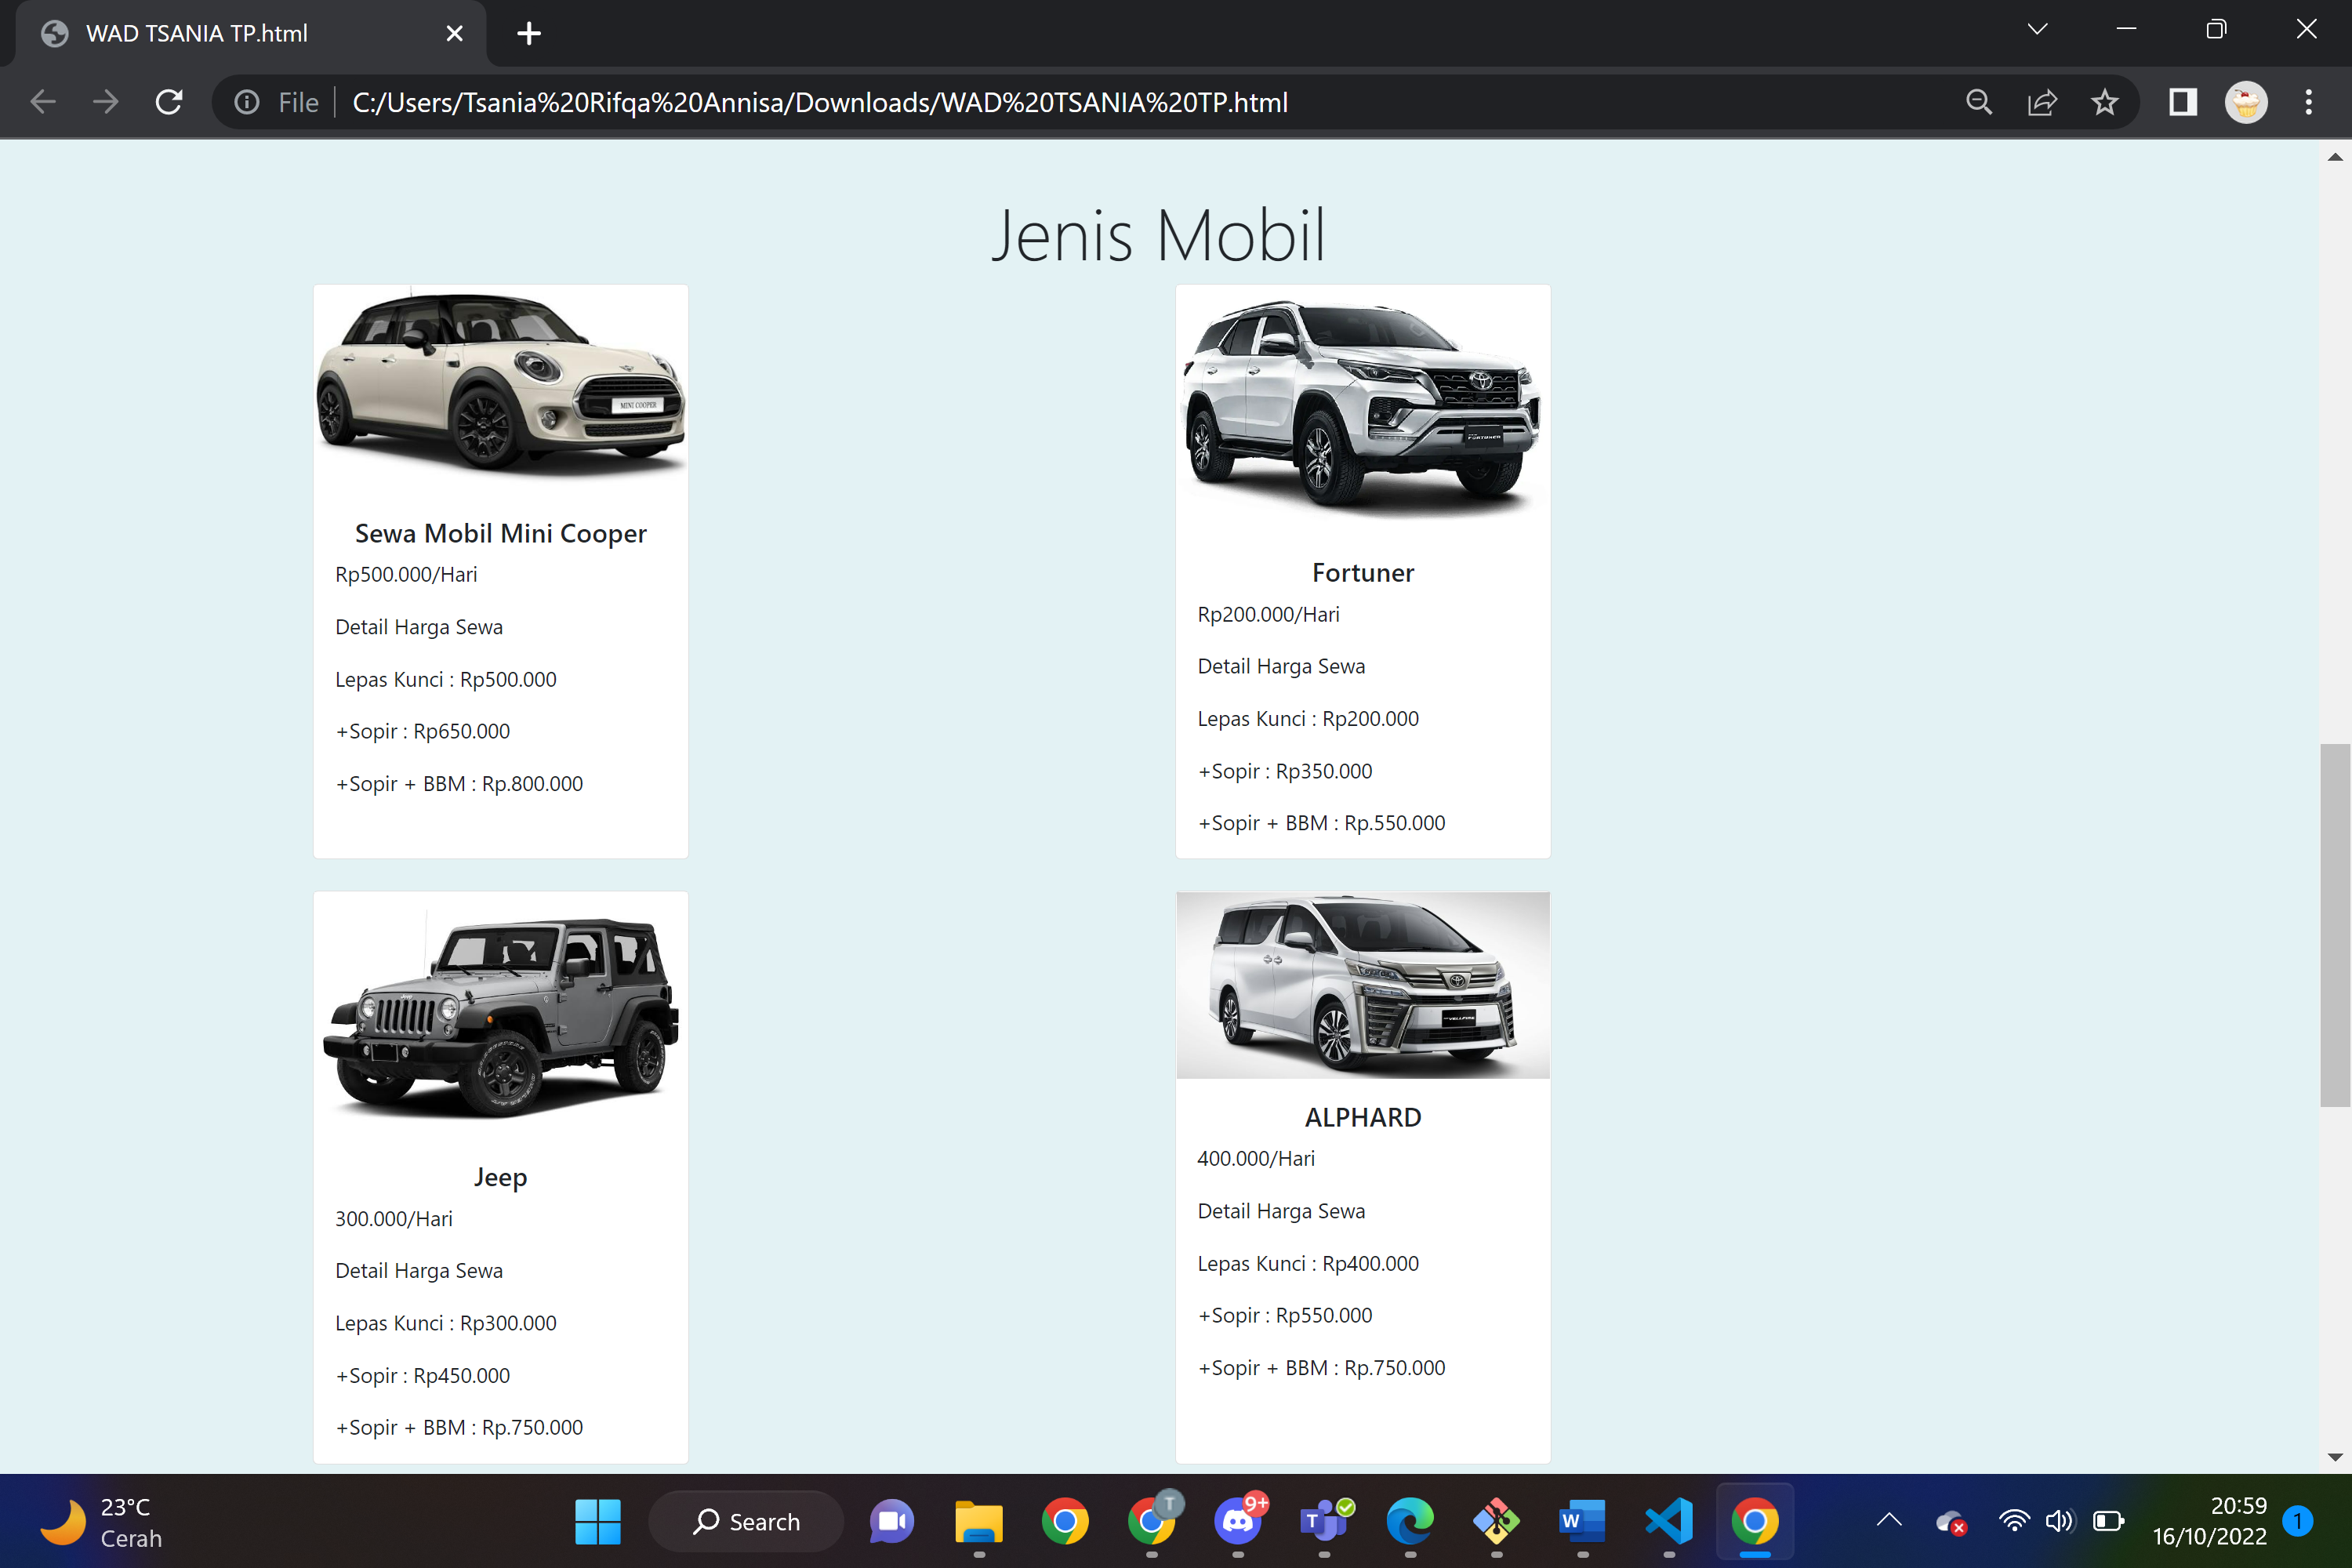 WAD TSANIA TP.html
File
C:/Users/Tsania%20Rifqa%20Annisa/Downloads/WAD%20TSANIA%20TP.html
Jenis Mobil
MINI COOPER
Sewa Mobil Mini Cooper
Rp500.000/Hari
Detail Harga Sewa
Lepas Kunci : Rp500.000
+Sopir : Rp650.000
+Sopir + BBM : Rp.800.000
FORTUNER
Fortuner
Rp200.000/Hari
Detail Harga Sewa
Lepas Kunci : Rp200.000
+Sopir : Rp350.000
+Sopir + BBM : Rp.550.000
Jeep
Jeep
300.000/Hari
Detail Harga Sewa
Lepas Kunci : Rp300.000
+Sopir : Rp450.000
+Sopir + BBM : Rp.750.000
VELLFIRE
ALPHARD
400.000/Hari
Detail Harga Sewa
Lepas Kunci : Rp400.000
+Sopir : Rp550.000
+Sopir + BBM : Rp.750.000
23°C
Cerah
Search
T
9+
T
W
20:59
16/10/2022
1